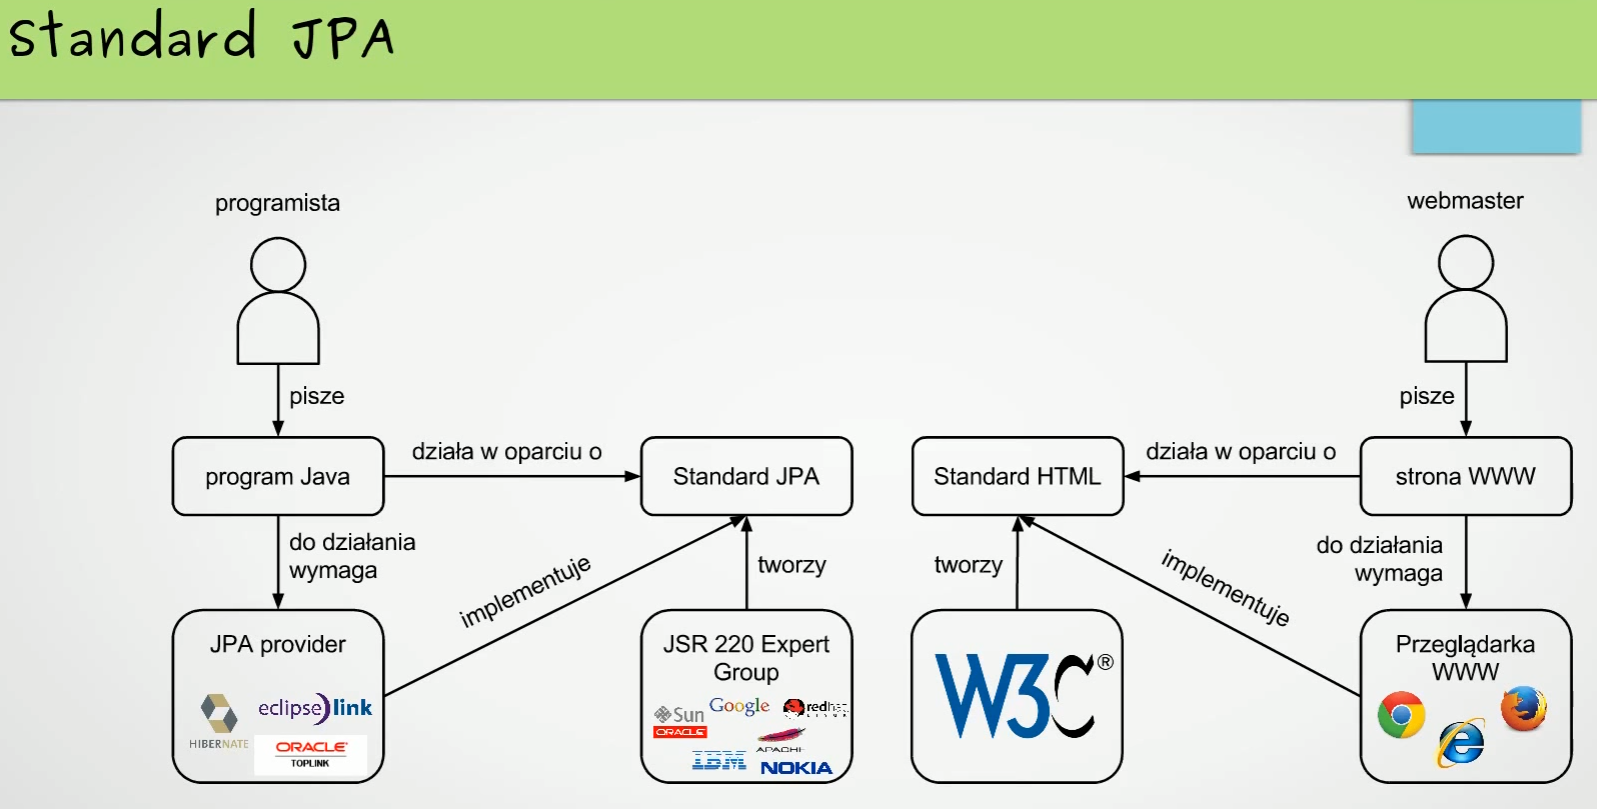 Standard JPA
programista
webmaster
pisze
pisze
program Java
działa w oparciu o
Standard JPA
Standard HTML
działa w oparciu o
strona WWW
do działania
wymaga
implementuje
tworzy
tworzy
implementuje
do działania
wymaga
JPA provider
HIBERNATE
eclipse link
ORACLE
TOPLINK
JSR 220 Expert
Group
Sun
ORACLE
Google
redhat
APACHE
IBM
NOKIA
W3C®
Przeglądarka
WWW